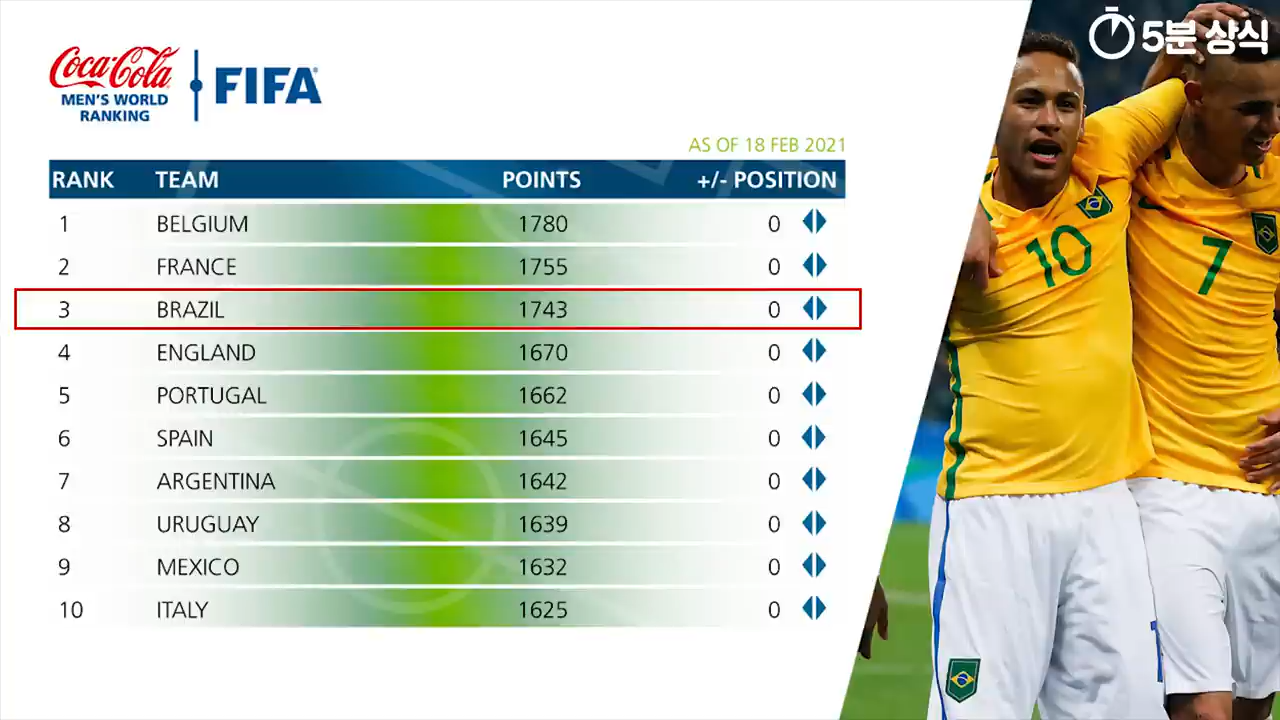 5분 상식
Coca-Cola
MEN'S WORLD
RANKING
FIFA
AS OF 18 FEB 2021
RANK TEAM POINTS +/- POSITION
1 BELGIUM 1780 0
2 FRANCE 1755 0
3 BRAZIL 1743 0
4 ENGLAND 1670 0
5 PORTUGAL 1662 0
6 SPAIN 1645 0
7 ARGENTINA 1642 0
8 URUGUAY 1639 0
9 MEXICO 1632 0
10 ITALY 1625 0
10
7